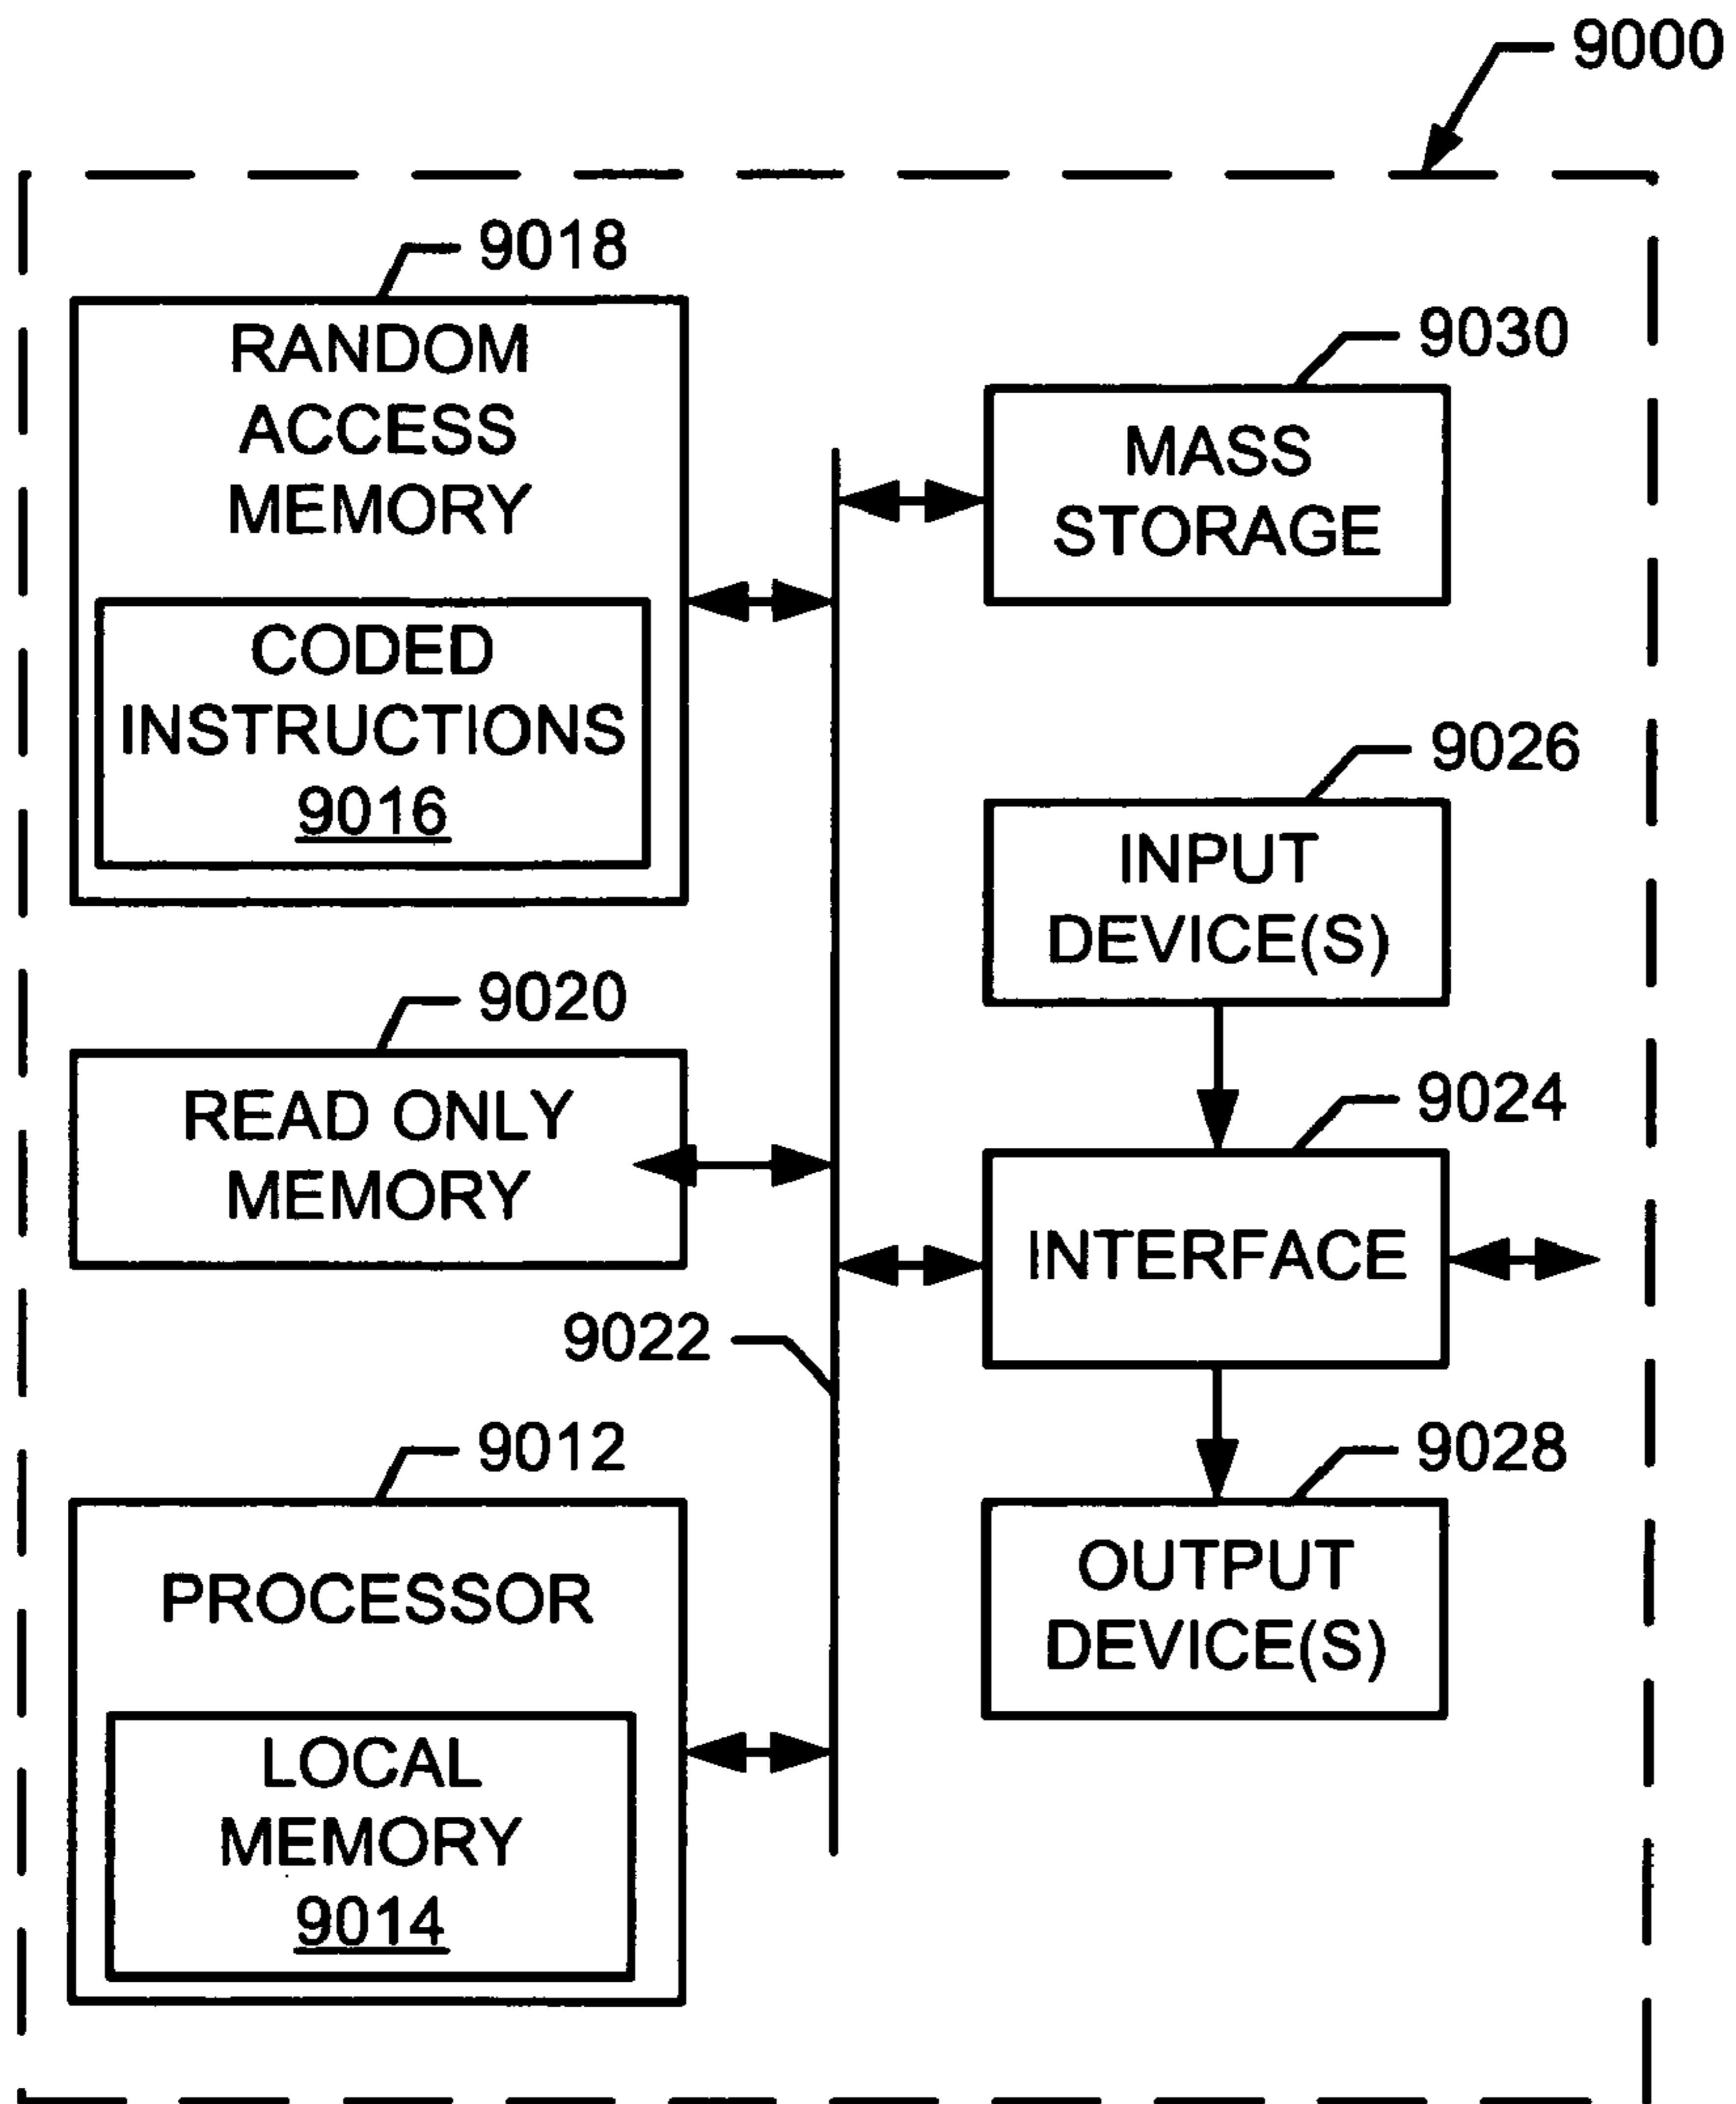 9000
9018
RANDOM
ACCESS
MEMORY
CODED
INSTRUCTIONS
9016
9030
MASS
STORAGE
9026
INPUT
DEVICE(S)
9020
READ ONLY
MEMORY
9024
INTERFACE
9022
9012
PROCESSOR
LOCAL
MEMORY
9014
9028
OUTPUT
DEVICE(S)